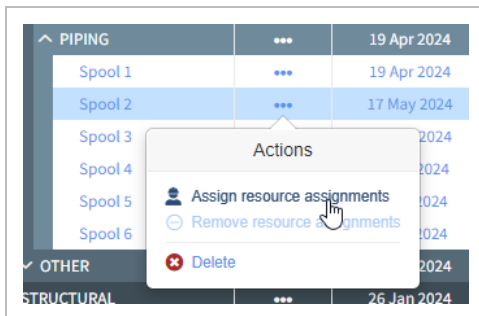 PIPING ••• 19 Apr 2024
Spool 1 ••• 19 Apr 2024
Spool 2 ••• 17 May 2024
Spool 3 2024
Actions
Spool 4 2024
Assign resource assignments
Spool 5 2024
Remove resource assignments
Spool 6 2024
OTHER 2024
Delete
STRUCTURAL ••• 26 Jan 2024